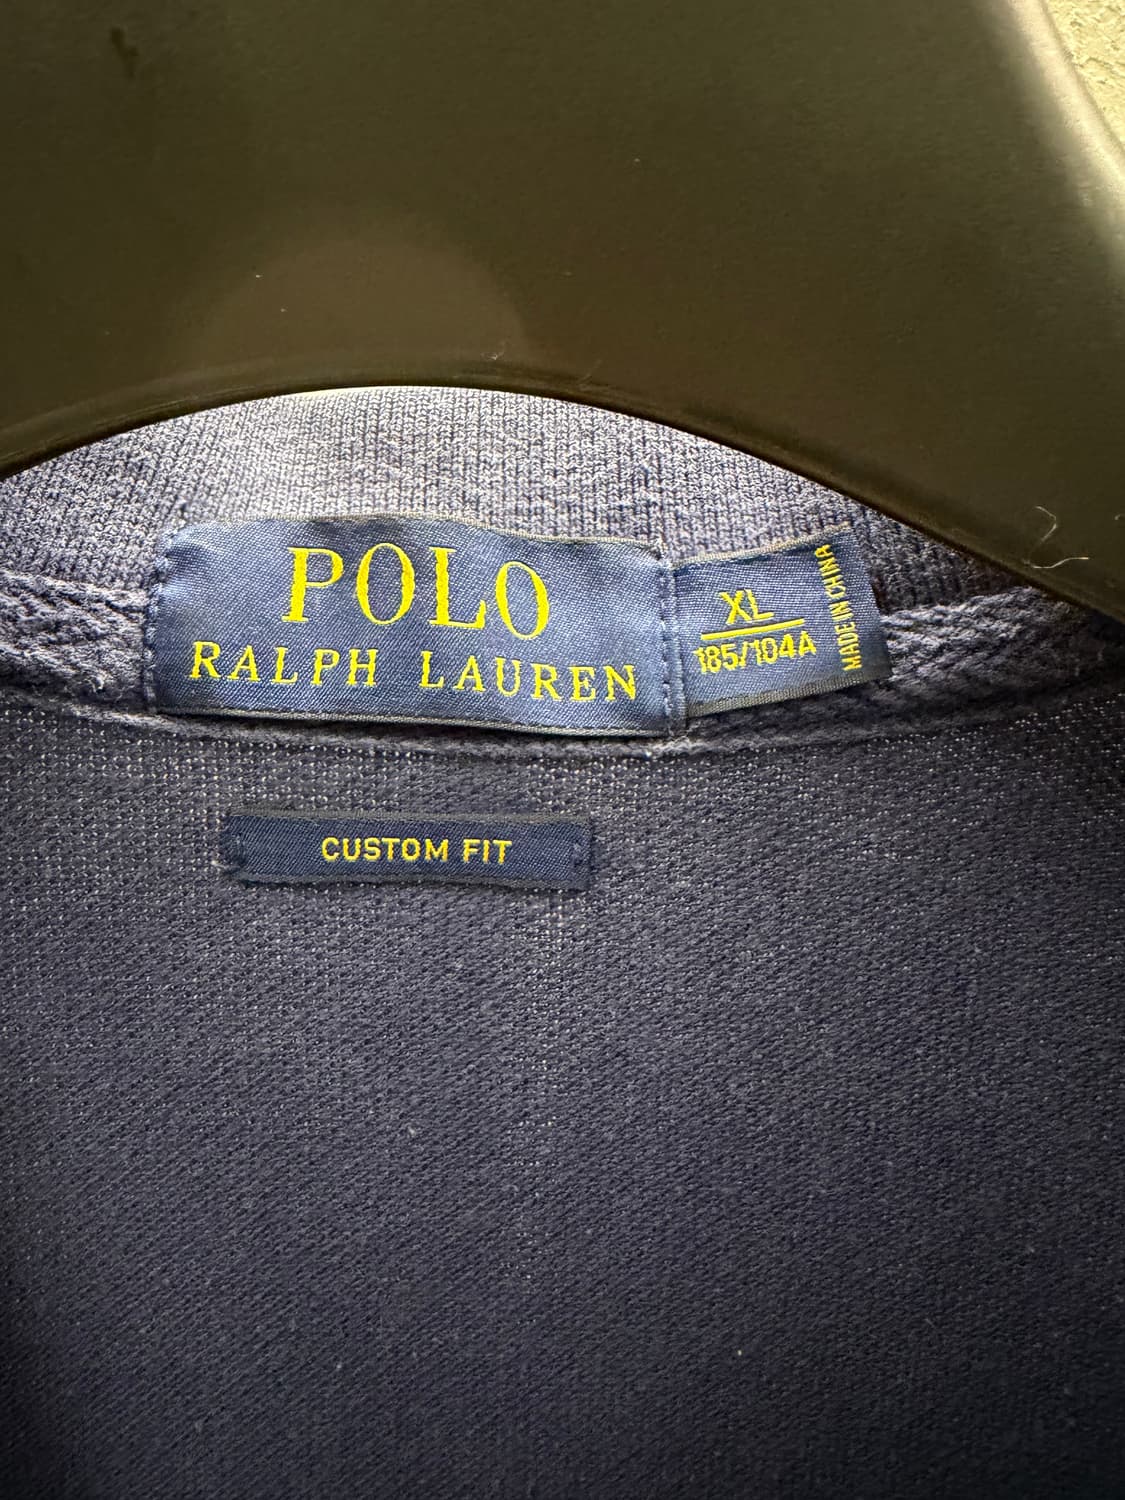 POLO
RALPH LAUREN
XL
185/104A
MADE IN CHINA
CUSTOM FIT